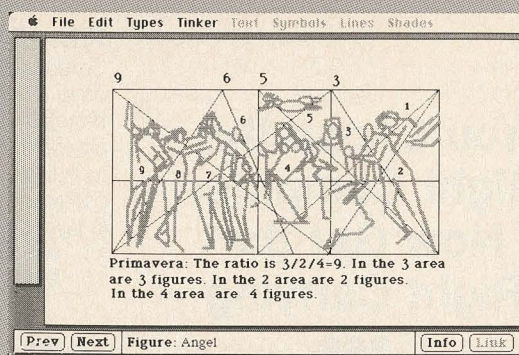 File Edit Types Tinker Text Symbols Lines Shades
9 6 5 3
1
6 5
3
9 8 7 4 2
Primavera: The ratio is 3/2/4=9. In the 3 area
are 3 figures. In the 2 area are 2 figures.
In the 4 area are 4 figures.
Prev Next Figure: Angel Info Link